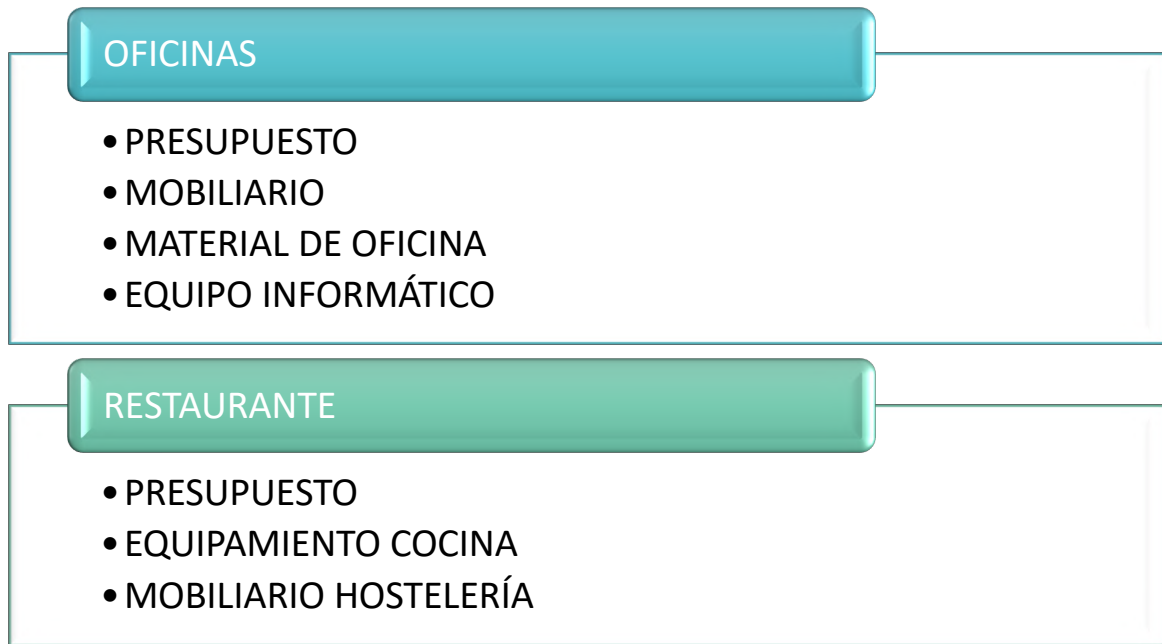 OFICINAS
• PRESUPUESTO
• MOBILIARIO
• MATERIAL DE OFICINA
• EQUIPO INFORMÁTICO
RESTAURANTE
• PRESUPUESTO
• EQUIPAMIENTO COCINA
• MOBILIARIO HOSTELERÍA